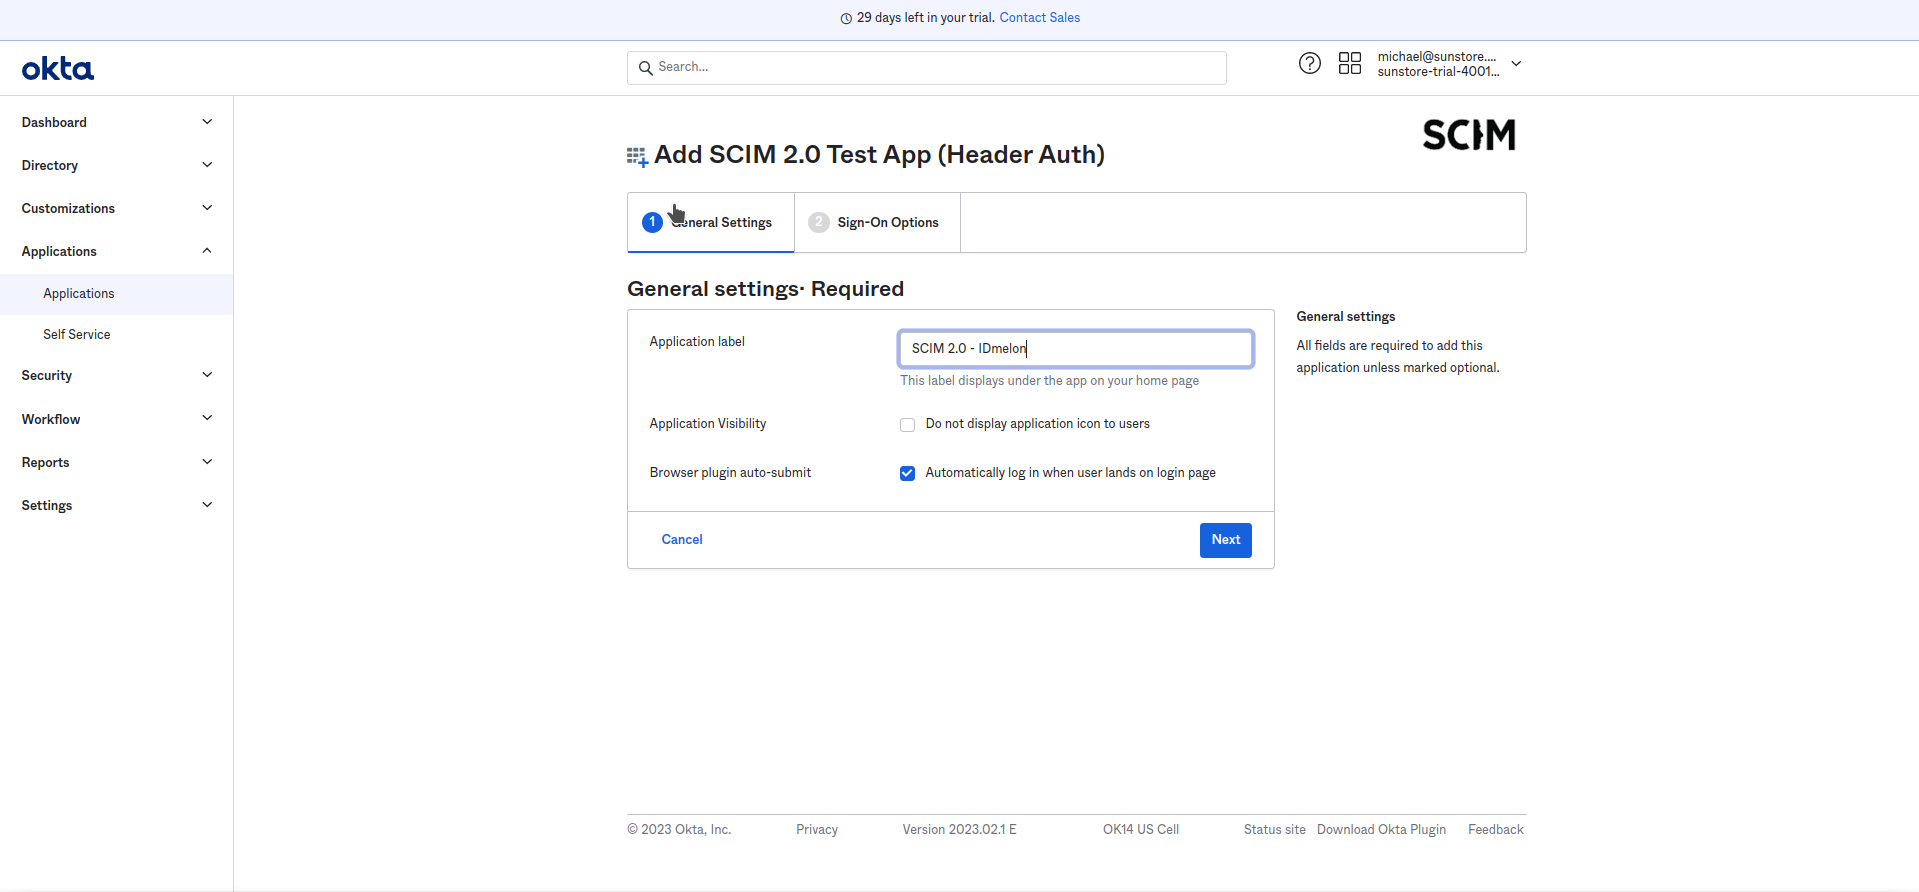 29 days left in your trial. Contact Sales
okta
Search...
michael@sunstore....
sunstore-trial-4001...
Dashboard
Directory
Customizations
Applications
Applications
Self Service
Security
Workflow
Reports
Settings
Add SCIM 2.0 Test App (Header Auth)
SCIM
1 General Settings
2 Sign-On Options
General settings· Required
Application label
SCIM 2.0 - IDmelon
This label displays under the app on your home page
Application Visibility
Do not display application icon to users
Browser plugin auto-submit
Automatically log in when user lands on login page
Cancel
Next
General settings
All fields are required to add this
application unless marked optional.
© 2023 Okta, Inc.
Privacy
Version 2023.02.1 E
OK14 US Cell
Status site
Download Okta Plugin
Feedback